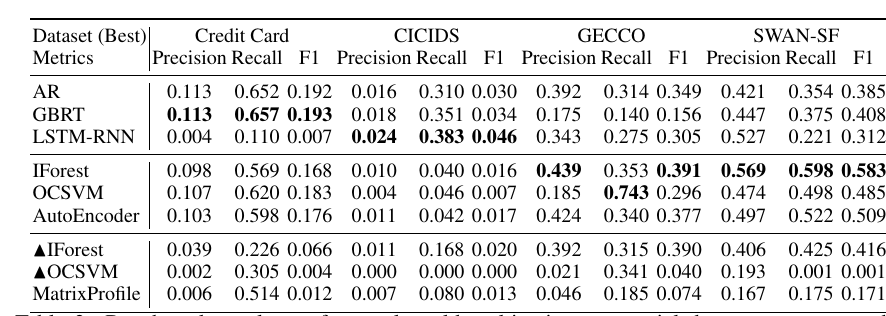 Dataset (Best) Credit Card CICIDS GECCO SWAN-SF
Metrics Precision Recall F1 Precision Recall F1 Precision Recall F1 Precision Recall F1
AR 0.113 0.652 0.192 0.016 0.310 0.030 0.392 0.314 0.349 0.421 0.354 0.385
GBRT 0.113 0.657 0.193 0.018 0.351 0.034 0.175 0.140 0.156 0.447 0.375 0.408
LSTM-RNN 0.004 0.110 0.007 0.024 0.383 0.046 0.343 0.275 0.305 0.527 0.221 0.312
IForest 0.098 0.569 0.168 0.010 0.040 0.016 0.439 0.353 0.391 0.569 0.598 0.583
OCSVM 0.107 0.620 0.183 0.004 0.046 0.007 0.185 0.743 0.296 0.474 0.498 0.485
AutoEncoder 0.103 0.598 0.176 0.011 0.042 0.017 0.424 0.340 0.377 0.497 0.522 0.509
▲IForest 0.039 0.226 0.066 0.011 0.168 0.020 0.392 0.315 0.390 0.406 0.425 0.416
▲OCSVM 0.002 0.305 0.004 0.000 0.000 0.000 0.021 0.341 0.040 0.193 0.001 0.001
MatrixProfile 0.006 0.514 0.012 0.007 0.080 0.013 0.046 0.185 0.074 0.167 0.175 0.171